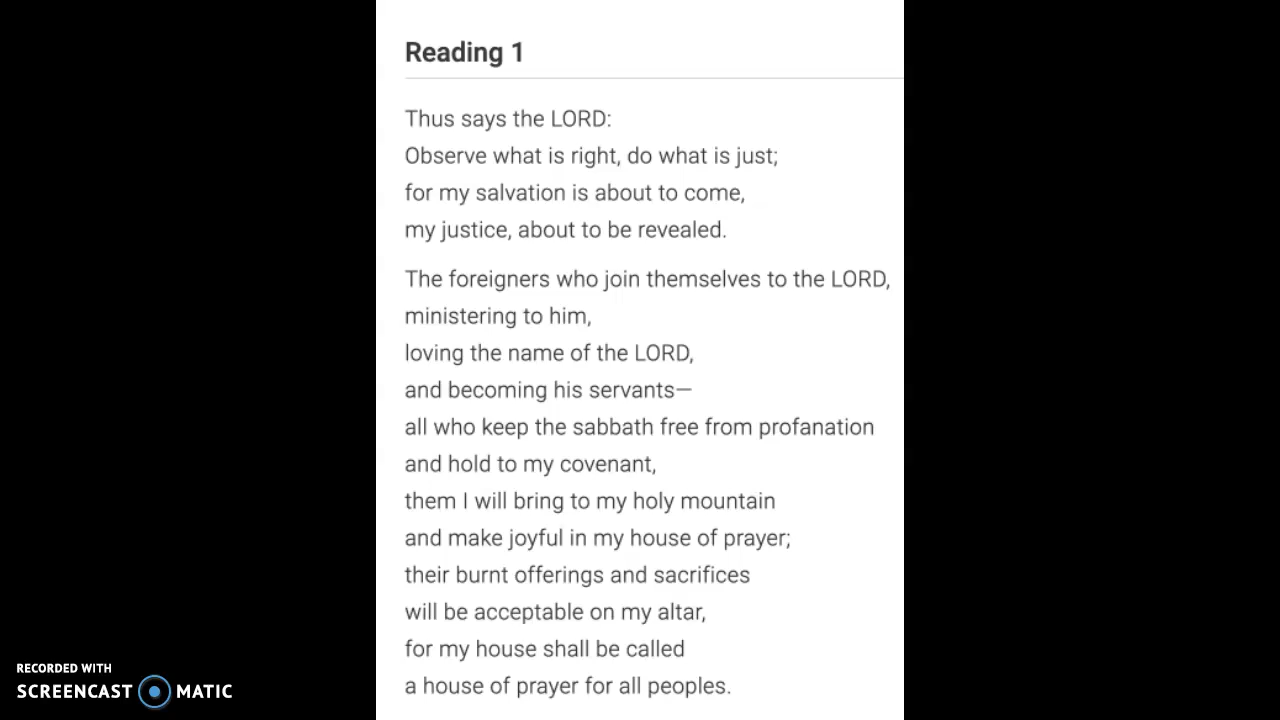 Reading 1
Thus says the LORD:
Observe what is right, do what is just;
for my salvation is about to come,
my justice, about to be revealed.
The foreigners who join themselves to the LORD,
ministering to him,
loving the name of the LORD,
and becoming his servants—
all who keep the sabbath free from profanation
and hold to my covenant,
them I will bring to my holy mountain
and make joyful in my house of prayer;
their burnt offerings and sacrifices
will be acceptable on my altar,
for my house shall be called
a house of prayer for all peoples.
RECORDED WITH
SCREENCAST MATIC